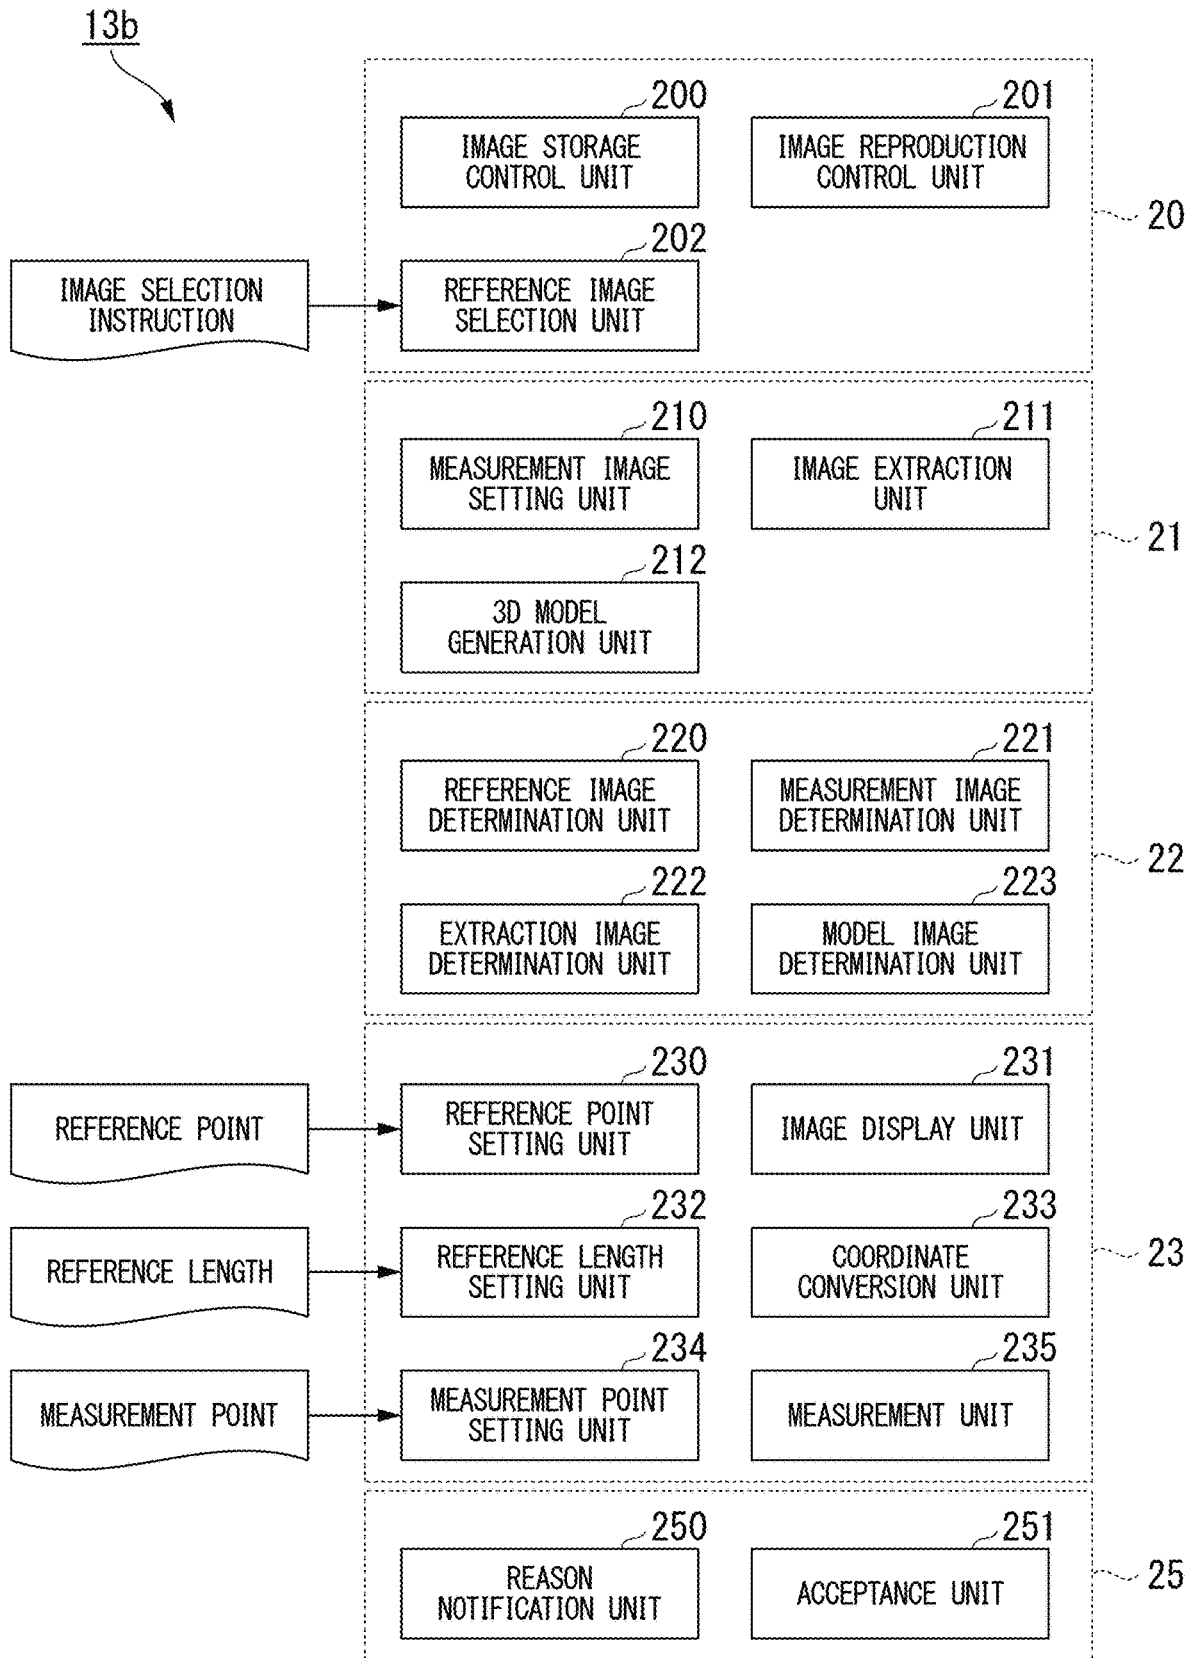 13b
200
IMAGE STORAGE
CONTROL UNIT
201
IMAGE REPRODUCTION
CONTROL UNIT
20
IMAGE SELECTION
INSTRUCTION
202
REFERENCE IMAGE
SELECTION UNIT
210
MEASUREMENT IMAGE
SETTING UNIT
211
IMAGE EXTRACTION
UNIT
21
212
3D MODEL
GENERATION UNIT
220
REFERENCE IMAGE
DETERMINATION UNIT
221
MEASUREMENT IMAGE
DETERMINATION UNIT
22
222
EXTRACTION IMAGE
DETERMINATION UNIT
223
MODEL IMAGE
DETERMINATION UNIT
REFERENCE POINT
230
REFERENCE POINT
SETTING UNIT
231
IMAGE DISPLAY UNIT
REFERENCE LENGTH
232
REFERENCE LENGTH
SETTING UNIT
233
COORDINATE
CONVERSION UNIT
23
MEASUREMENT POINT
234
MEASUREMENT POINT
SETTING UNIT
235
MEASUREMENT UNIT
250
REASON
NOTIFICATION UNIT
251
ACCEPTANCE UNIT
25